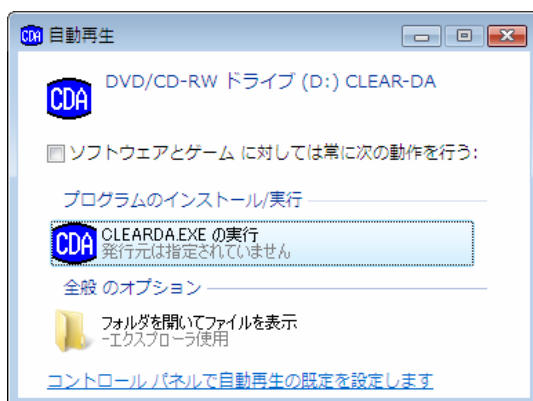 CDA 自動再生
CDA DVD/CD-RW ドライブ (D:) CLEAR-DA
ソフトウェアとゲーム に対しては常に次の動作を行う:
プログラムのインストール/実行
CDA CLEARDA.EXE の実行
発行元は指定されていません
全般 のオプション
フォルダを開いてファイルを表示
-エクスプローラ使用
コントロール パネルで自動再生の既定を設定します